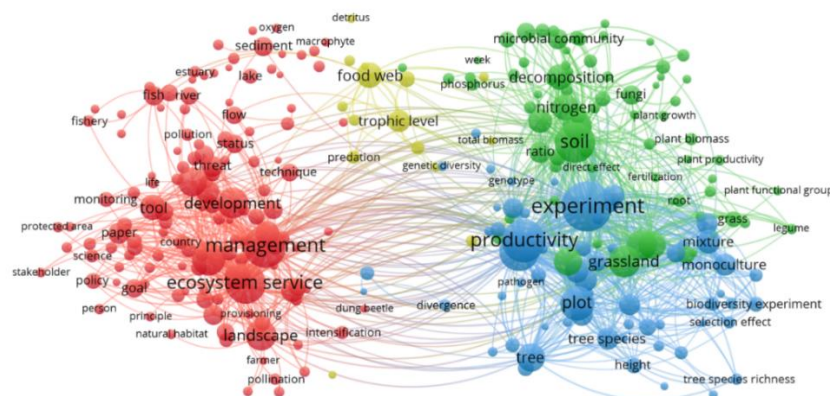 detritus
oxygen
sediment
macrophyte
microbial community
estuary
lake
food web
week
decomposition
phosphorus
fish
river
nitrogen
fungi
flow
plant growth
fishery
trophic level
pollution
status
total biomass
soil
plant biomass
ratio
threat
predation
genetic diversity
direct effect
plant productivity
technique
life
genotype
fertilization
plant functional group
monitoring
tool
development
root
experiment
protected area
paper
country
management
productivity
grass
legume
mixture
science
stakeholder
policy
goal
ecosystem service
grassland
monoculture
pathogen
person
principle
provisioning
dung beetle
divergence
plot
biodiversity experiment
natural habitat
landscape
intensification
selection effect
tree species
farmer
tree
height
pollination
tree species richness